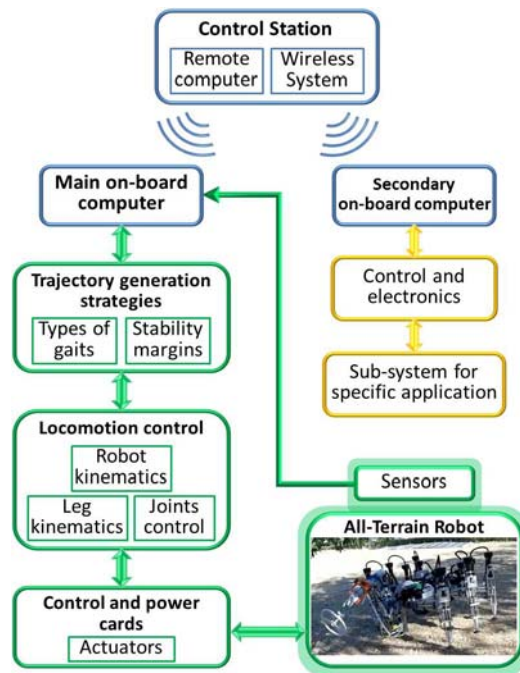 Control Station
Remote
computer
Wireless
System
Main on-board
computer
Secondary
on-board computer
Trajectory generation
strategies
Types of
gaits
Stability
margins
Control and
electronics
Sub-system for
specific application
Locomotion control
Robot
kinematics
Leg
kinematics
Joints
control
Sensors
All-Terrain Robot
Control and power
cards
Actuators